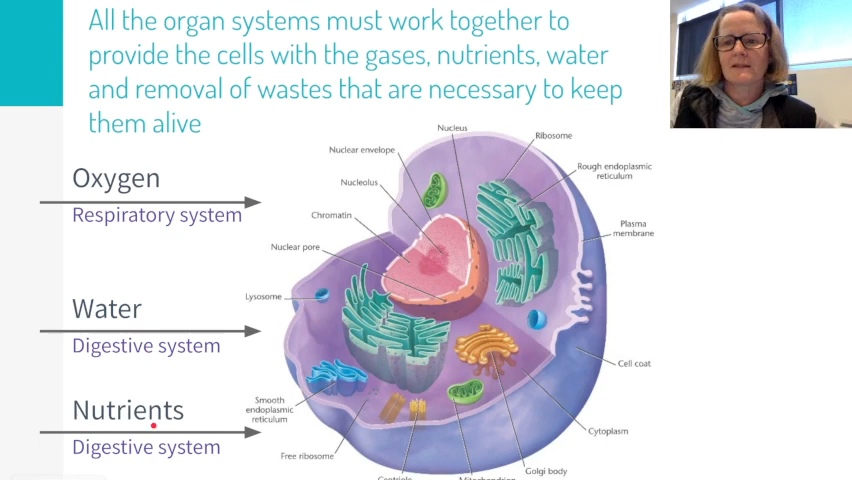 All the organ systems must work together to
provide the cells with the gases, nutrients, water
and removal of wastes that are necessary to keep
them alive
Oxygen
Respiratory system
Water
Digestive system
Nutrients
Digestive system
Nucleus
Nuclear envelope
Nucleolus
Chromatin
Nuclear pore
Lysosome
Smooth
endoplasmic
reticulum
Free ribosome
Centriole
Mitochondrion
Golgi body
Cytoplasm
Cell coat
Plasma
membrane
Rough endoplasmic
reticulum
Ribosome